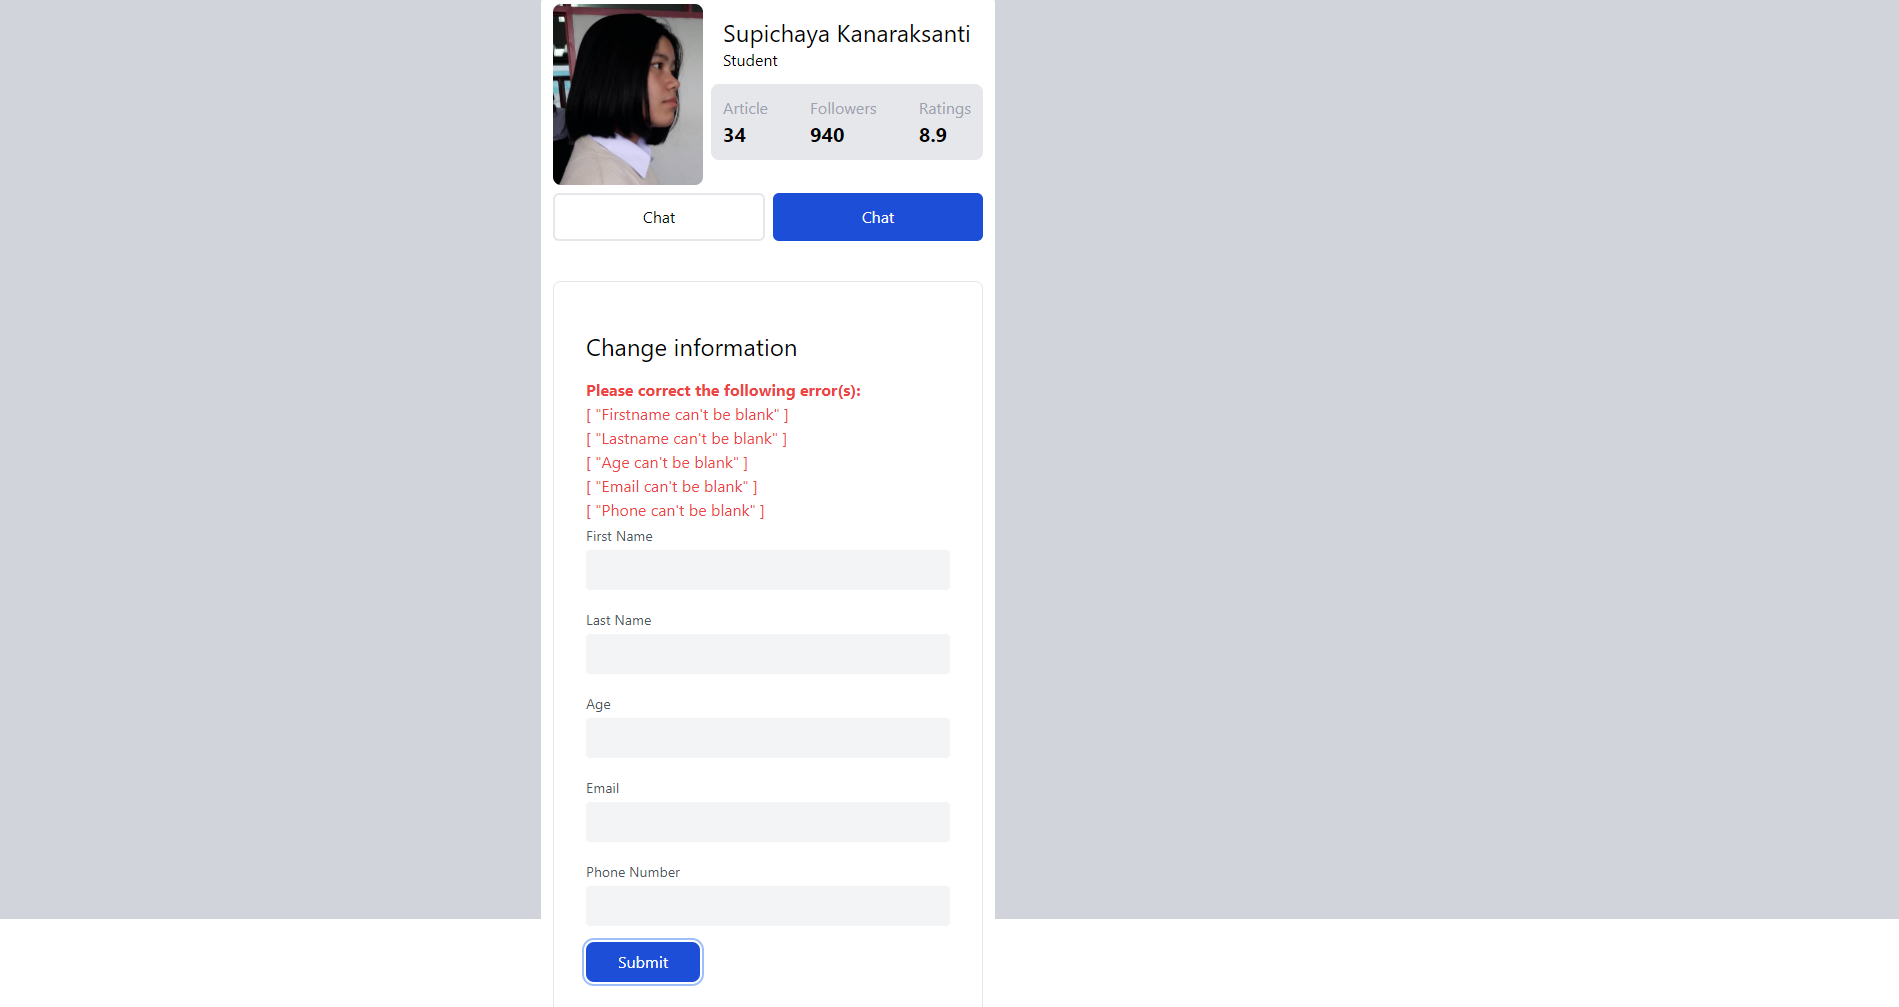 Supichaya Kanaraksanti
Student
Article Followers Ratings
34 940 8.9
Chat Chat
Change information
Please correct the following error(s):
[ "Firstname can't be blank" ]
[ "Lastname can't be blank" ]
[ "Age can't be blank" ]
[ "Email can't be blank" ]
[ "Phone can't be blank" ]
First Name
Last Name
Age
Email
Phone Number
Submit